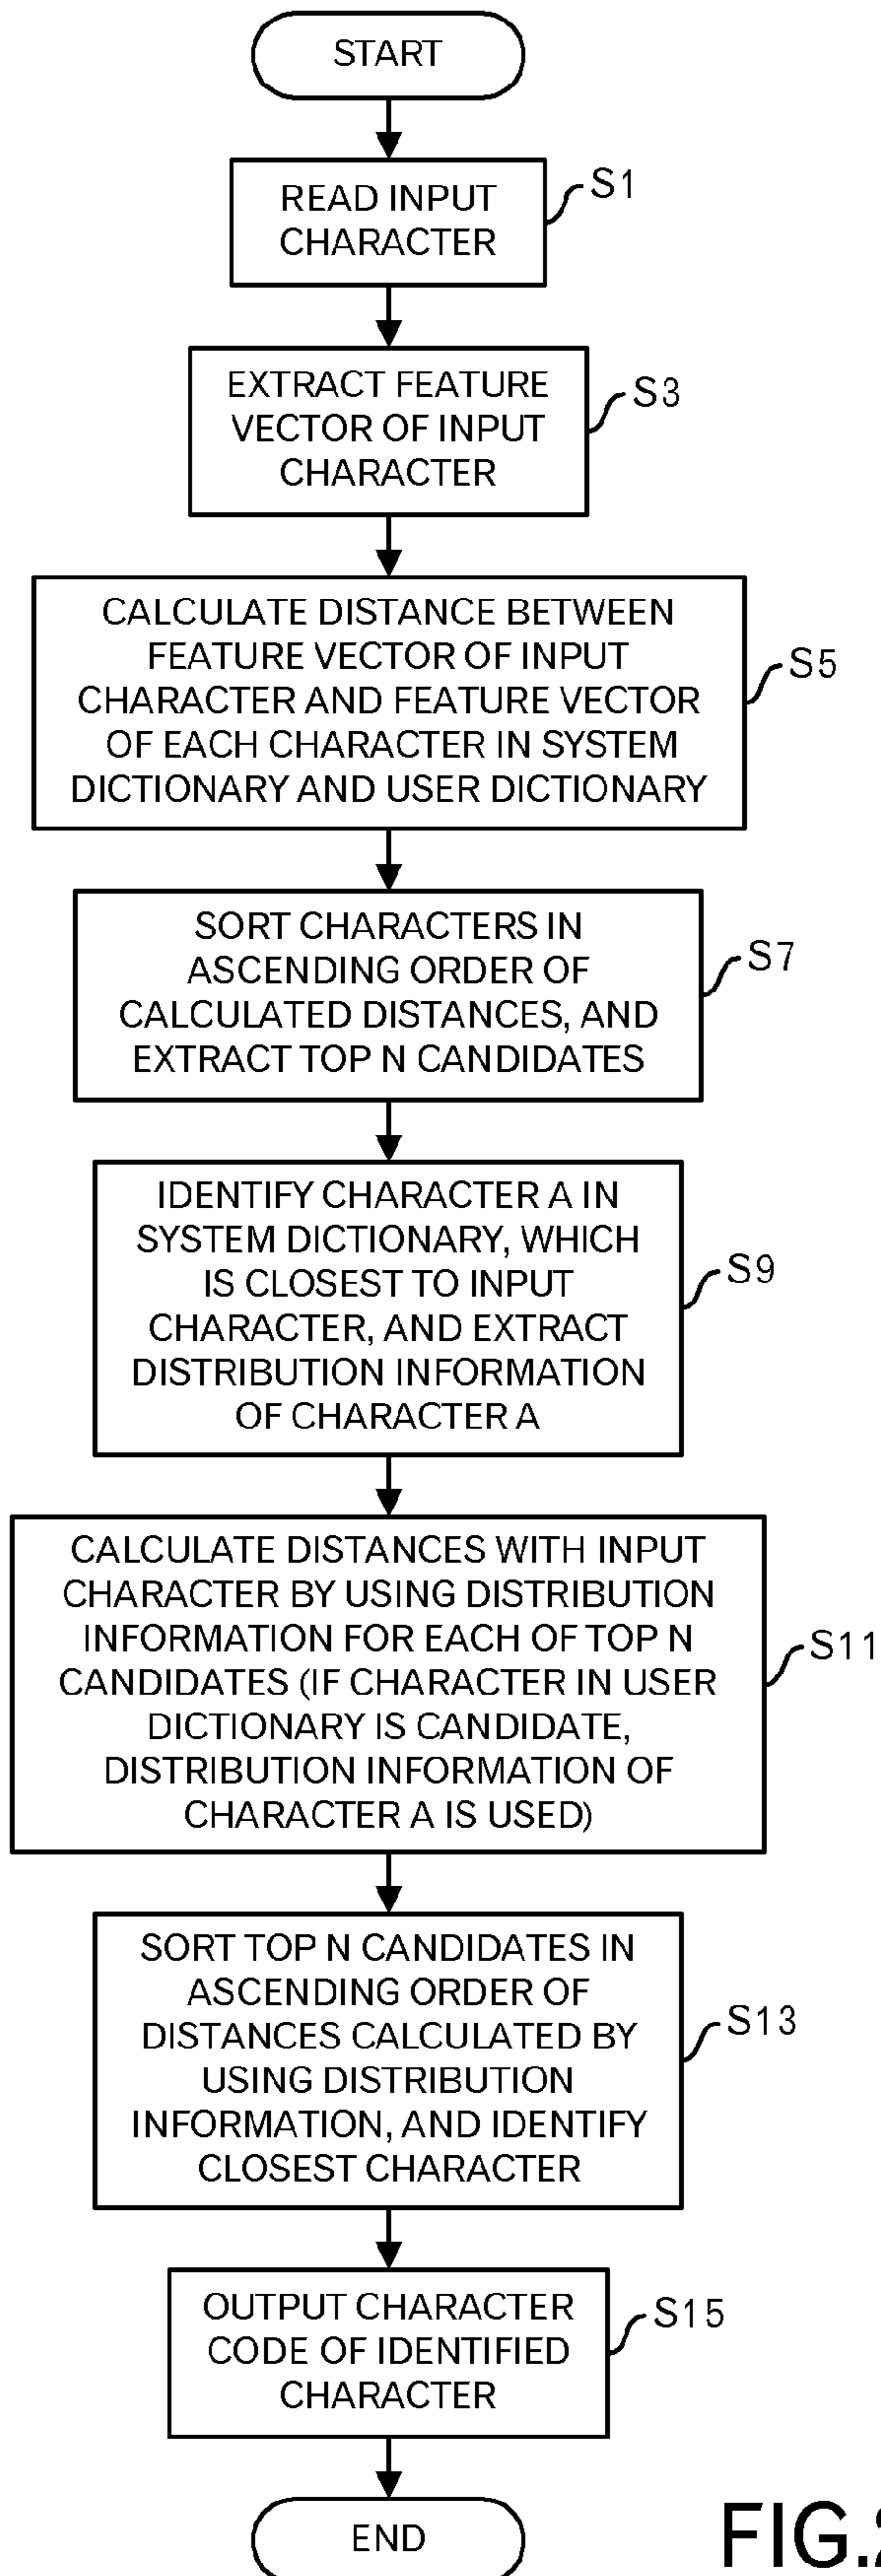 START
READ INPUT
CHARACTER
S1
EXTRACT FEATURE
VECTOR OF INPUT
CHARACTER
S3
CALCULATE DISTANCE BETWEEN
FEATURE VECTOR OF INPUT
CHARACTER AND FEATURE VECTOR
OF EACH CHARACTER IN SYSTEM
DICTIONARY AND USER DICTIONARY
S5
SORT CHARACTERS IN
ASCENDING ORDER OF
CALCULATED DISTANCES, AND
EXTRACT TOP N CANDIDATES
S7
IDENTIFY CHARACTER A IN
SYSTEM DICTIONARY, WHICH
IS CLOSEST TO INPUT
CHARACTER, AND EXTRACT
DISTRIBUTION INFORMATION
OF CHARACTER A
S9
CALCULATE DISTANCES WITH INPUT
CHARACTER BY USING DISTRIBUTION
INFORMATION FOR EACH OF TOP N
CANDIDATES (IF CHARACTER IN USER
DICTIONARY IS CANDIDATE,
DISTRIBUTION INFORMATION OF
CHARACTER A IS USED)
S11
SORT TOP N CANDIDATES IN
ASCENDING ORDER OF
DISTANCES CALCULATED BY
USING DISTRIBUTION
INFORMATION, AND IDENTIFY
CLOSEST CHARACTER
S13
OUTPUT CHARACTER
CODE OF IDENTIFIED
CHARACTER
S15
END
FIG.2